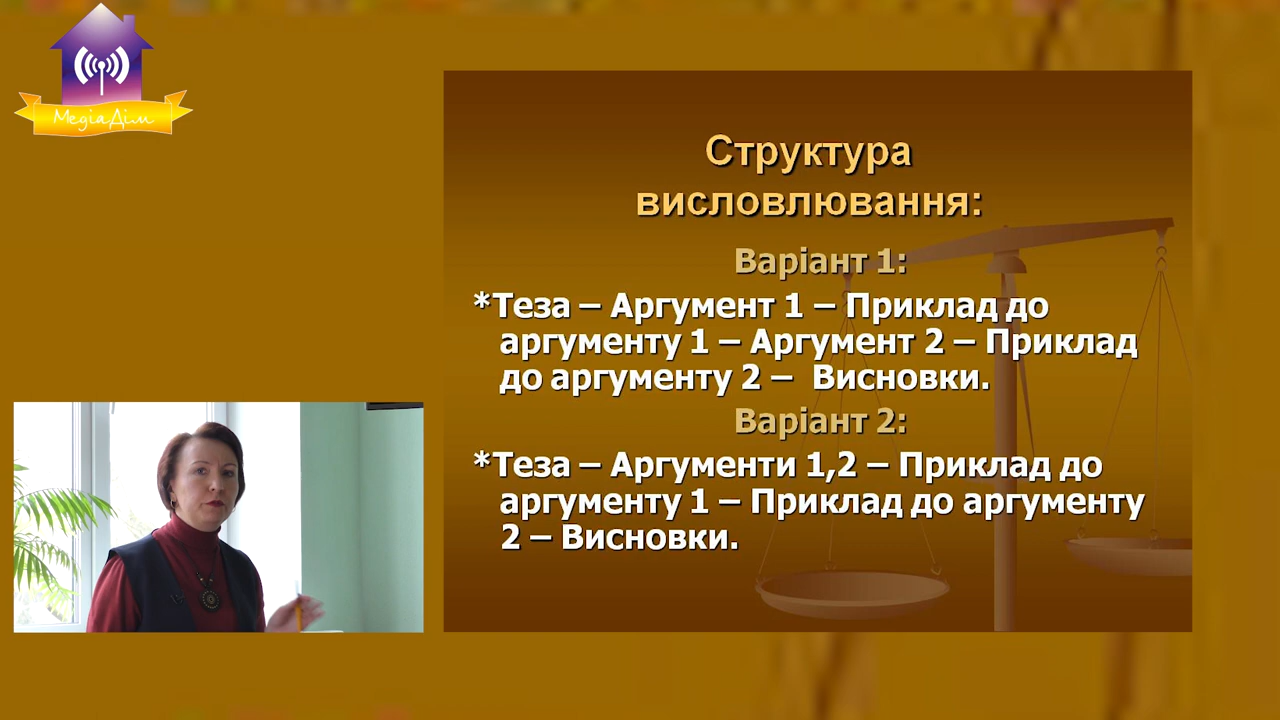 МедіаДім
Структура
висловлювання:
Варіант 1:
*Теза – Аргумент 1 – Приклад до
аргументу 1 – Аргумент 2 – Приклад
до аргументу 2 – Висновки.
Варіант 2:
*Теза – Аргументи 1,2 – Приклад до
аргументу 1 – Приклад до аргументу
2 – Висновки.